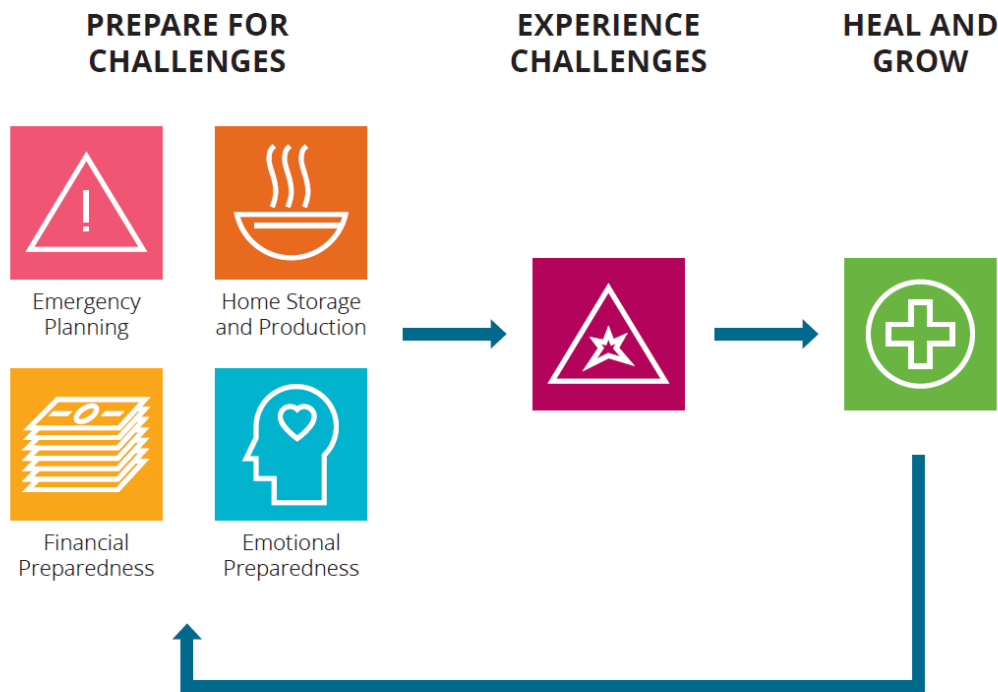 PREPARE FOR
CHALLENGES
EXPERIENCE
CHALLENGES
HEAL AND
GROW
!
Emergency
Planning
Home Storage
and Production
Financial
Preparedness
Emotional
Preparedness